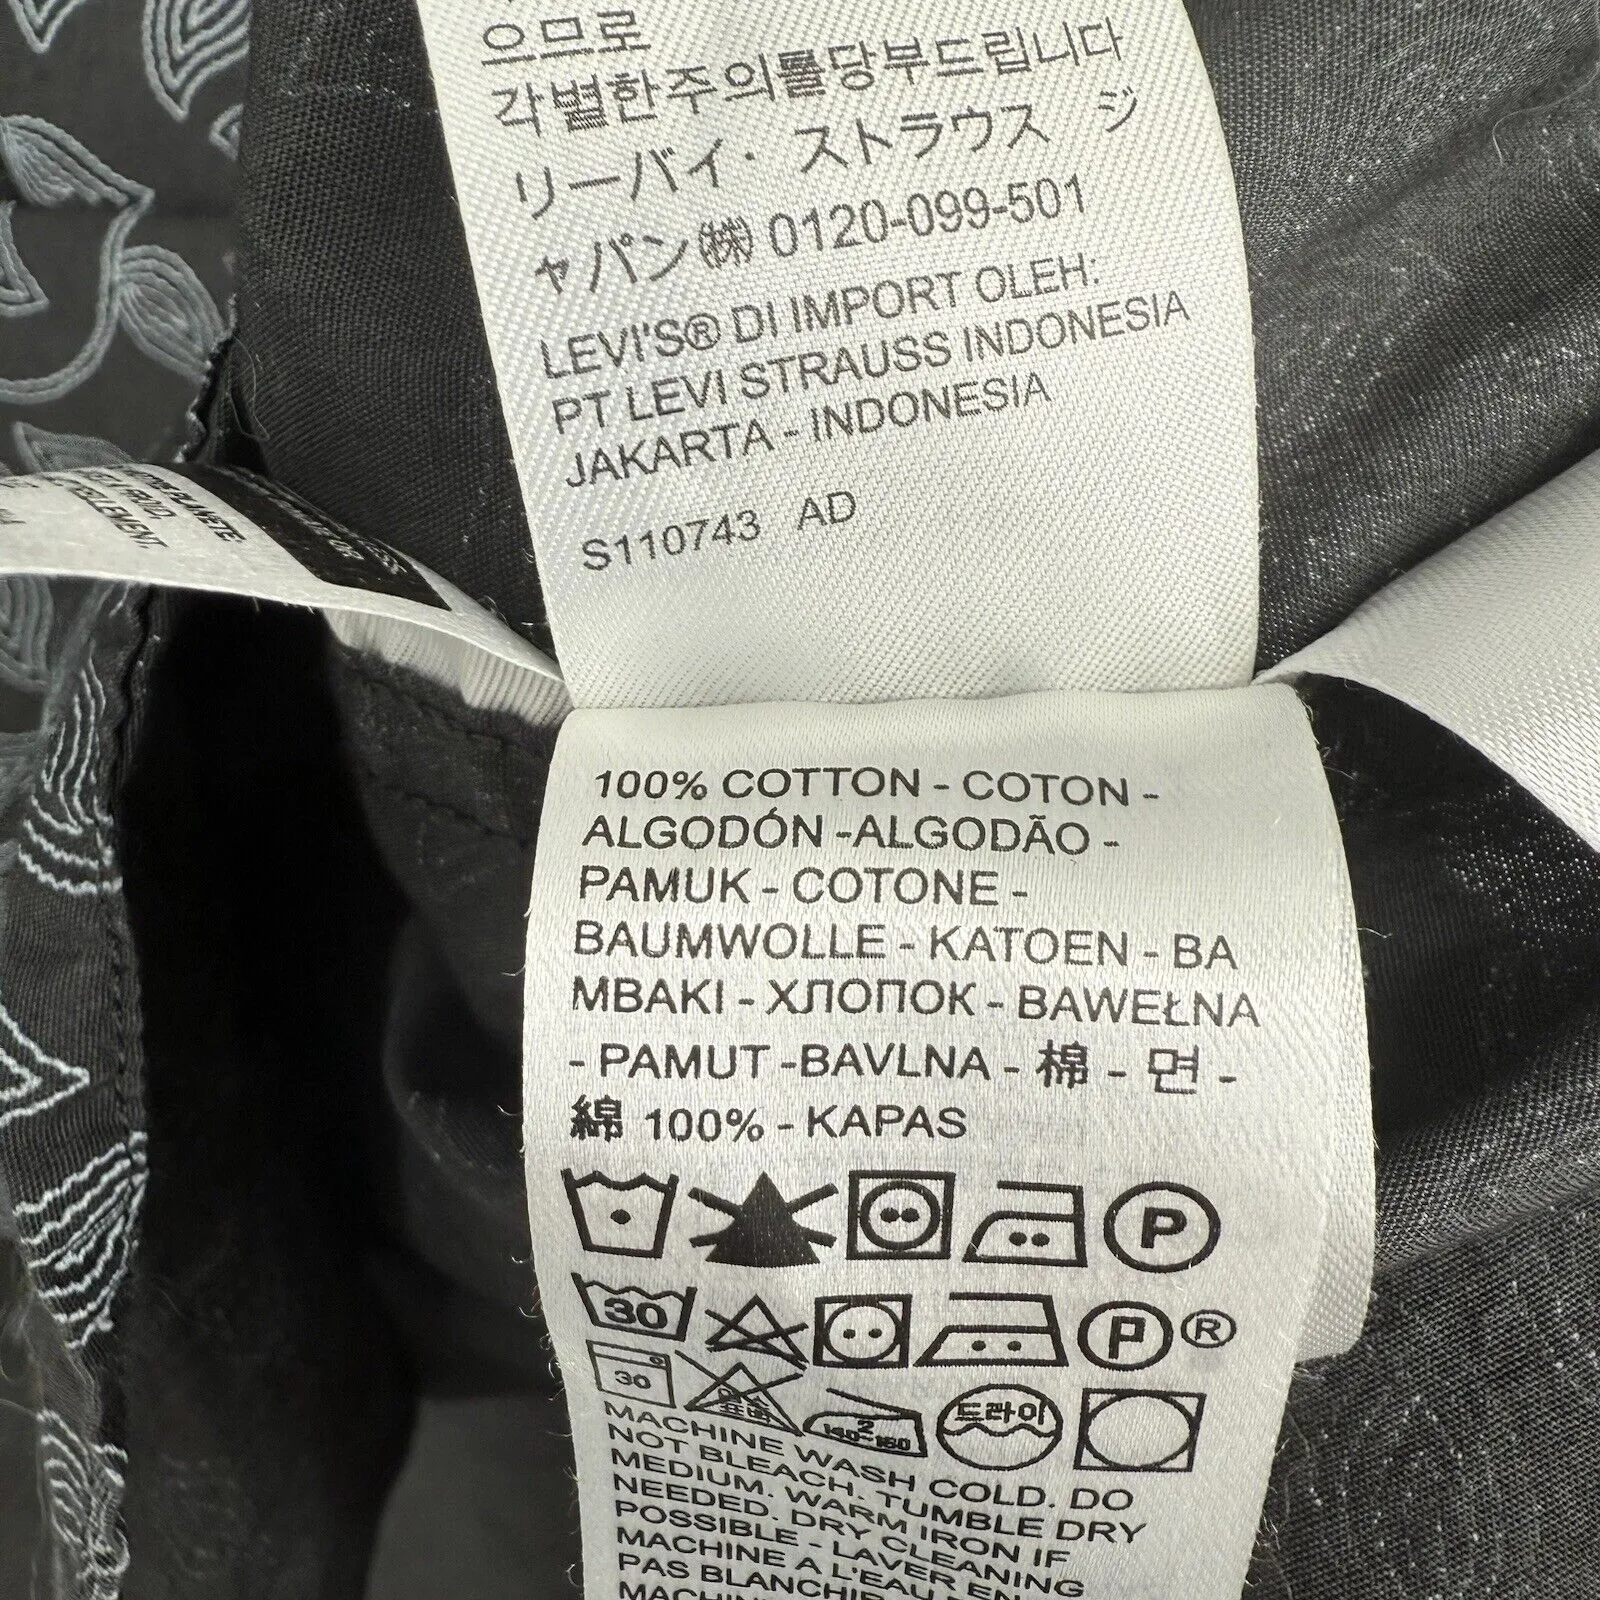 으므로
각별한주의를당부드립니다
リーバイ・ ストラウス ジ
ャパン㈱ 0120-099-501
LEVI'S® DI IMPORT OLEH:
PT LEVI STRAUSS INDONESIA
JAKARTA - INDONESIA
S110743 AD
100% COTTON - COTON -
ALGODÓN -ALGODÃO -
PAMUK - COTONE -
BAUMWOLLE - KATOEN - BA
MBAKI - ХЛОПОК - BAWEŁNA
- PAMUT -BAVLNA - 棉 - 면 -
綿 100% - KAPAS
P
30 P ®
30 2 140~160 드라이
MACHINE WASH COLD. DO
NOT BLEACH. TUMBLE DRY
MEDIUM. WARM IRON IF
NEEDED. DRY CLEANING
POSSIBLE - LAVER EN
MACHINE A L'EAU
PAS BLANCHIR